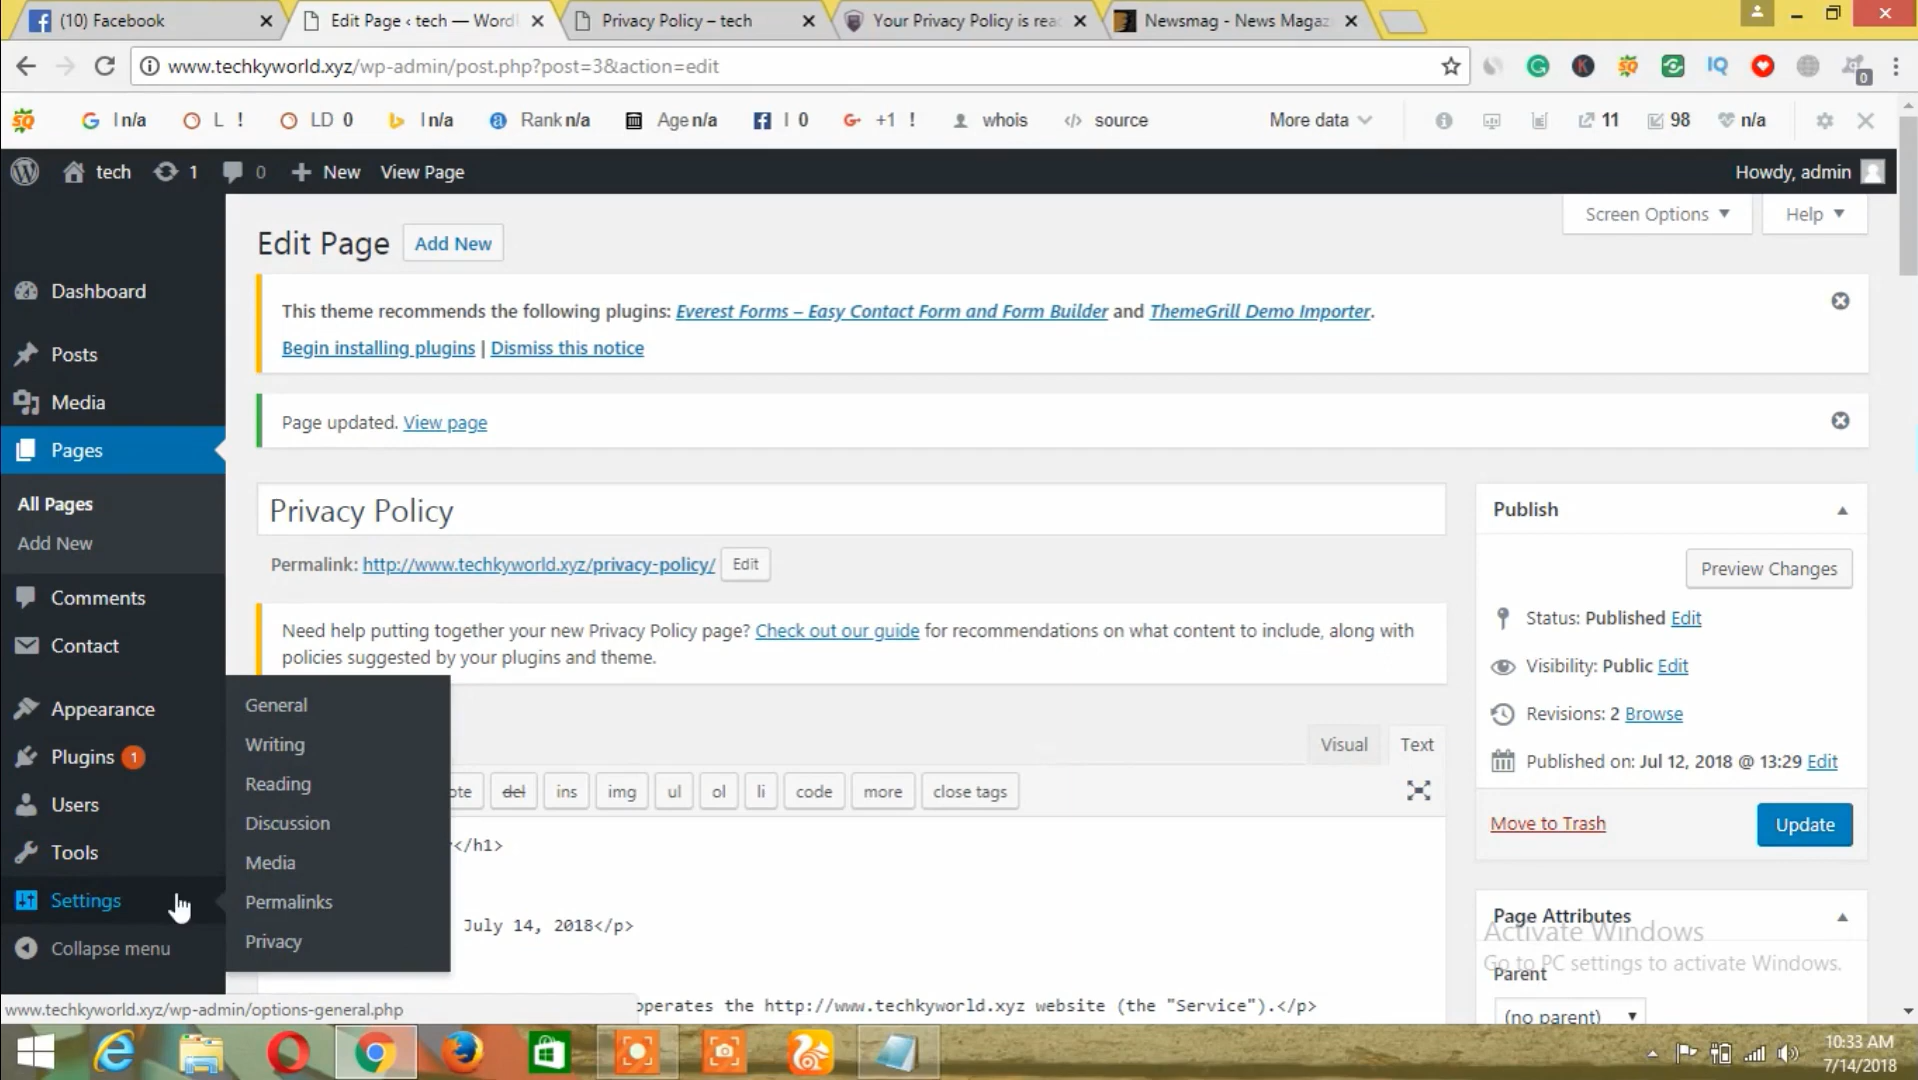 (10) Facebook
Edit Page ‹ tech — Word
Privacy Policy – tech
Your Privacy Policy is rea
Newsmag - News Magaz
www.techkyworld.xyz/wp-admin/post.php?post=3&action=edit
I n/a
L !
LD 0
I n/a
Rank n/a
Age n/a
I 0
+1 !
whois
source
More data
11
98
n/a
tech
1
0
New
View Page
Howdy, admin
Screen Options
Help
Edit Page
Add New
This theme recommends the following plugins: Everest Forms – Easy Contact Form and Form Builder and ThemeGrill Demo Importer.
Begin installing plugins | Dismiss this notice
Page updated. View page
Dashboard
Posts
Media
Pages
All Pages
Add New
Comments
Contact
Appearance
Plugins 1
Users
Tools
Settings
Collapse menu
General
Writing
Reading
Discussion
Media
Permalinks
Privacy
Privacy Policy
Permalink: http://www.techkyworld.xyz/privacy-policy/
Edit
Need help putting together your new Privacy Policy page? Check out our guide for recommendations on what content to include, along with
policies suggested by your plugins and theme.
Visual
Text
del
ins
img
ul
ol
li
code
more
close tags
</h1>
July 14, 2018</p>
operates the http://www.techkyworld.xyz website (the "Service").</p>
Publish
Preview Changes
Status: Published Edit
Visibility: Public Edit
Revisions: 2 Browse
Published on: Jul 12, 2018 @ 13:29 Edit
Move to Trash
Update
Page Attributes
Activate Windows
Go to PC settings to activate Windows.
Parent
(no parent)
www.techkyworld.xyz/wp-admin/options-general.php
10:33 AM
7/14/2018